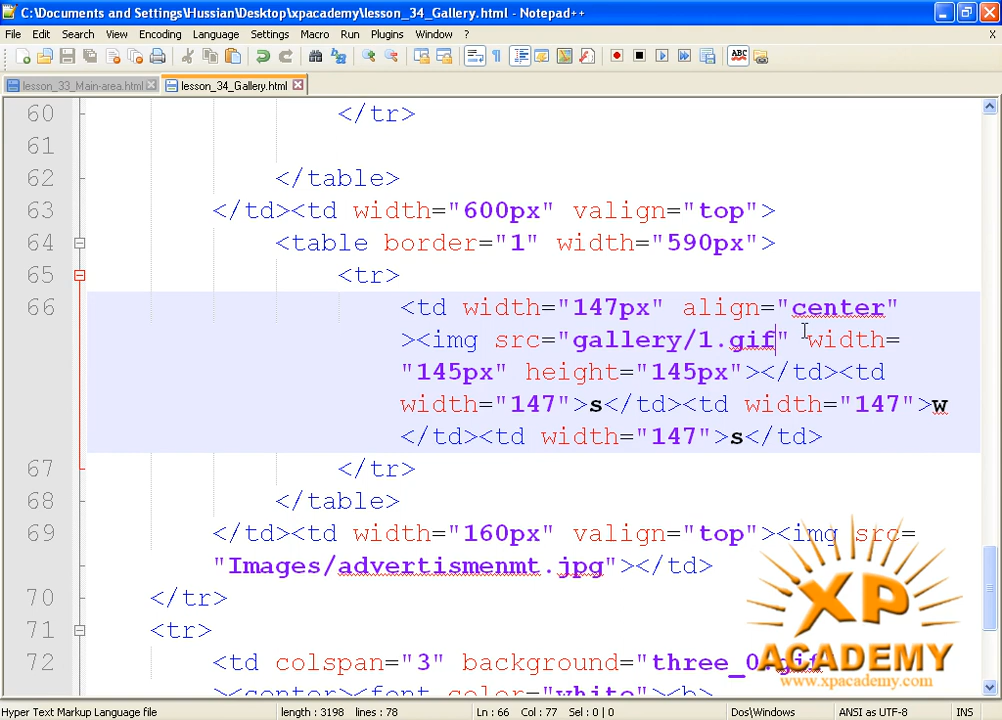 C:\Documents and Settings\Hussian\Desktop\xpacademy\lesson_34_Gallery.html - Notepad++
File Edit Search View Encoding Language Settings Macro Run Plugins Window ? X
ABC
lesson_33_Main-area.html lesson_34_Gallery.html
60 </tr>
61
62 </table>
63 </td><td width="600px" valign="top">
64 <table border="1" width="590px">
65 <tr>
66 <td width="147px" align="center"
><img src="gallery/1.gif" width=
"145px" height="145px"></td><td
width="147">s</td><td width="147">w
</td><td width="147">s</td>
67 </tr>
68 </table>
69 </td><td width="160px" valign="top"><img src=
"Images/advertismenmt.jpg"></td>
70 </tr>
71 <tr>
72 <td colspan="3" background="three_0.gif"
><center><font color="white"><b>
XP
ACADEMY
www.xpacademy.com
Hyper Text Markup Language file length : 3198 lines : 78 Ln : 66 Col : 77 Sel : 0 | 0 Dos\Windows ANSI as UTF-8 INS